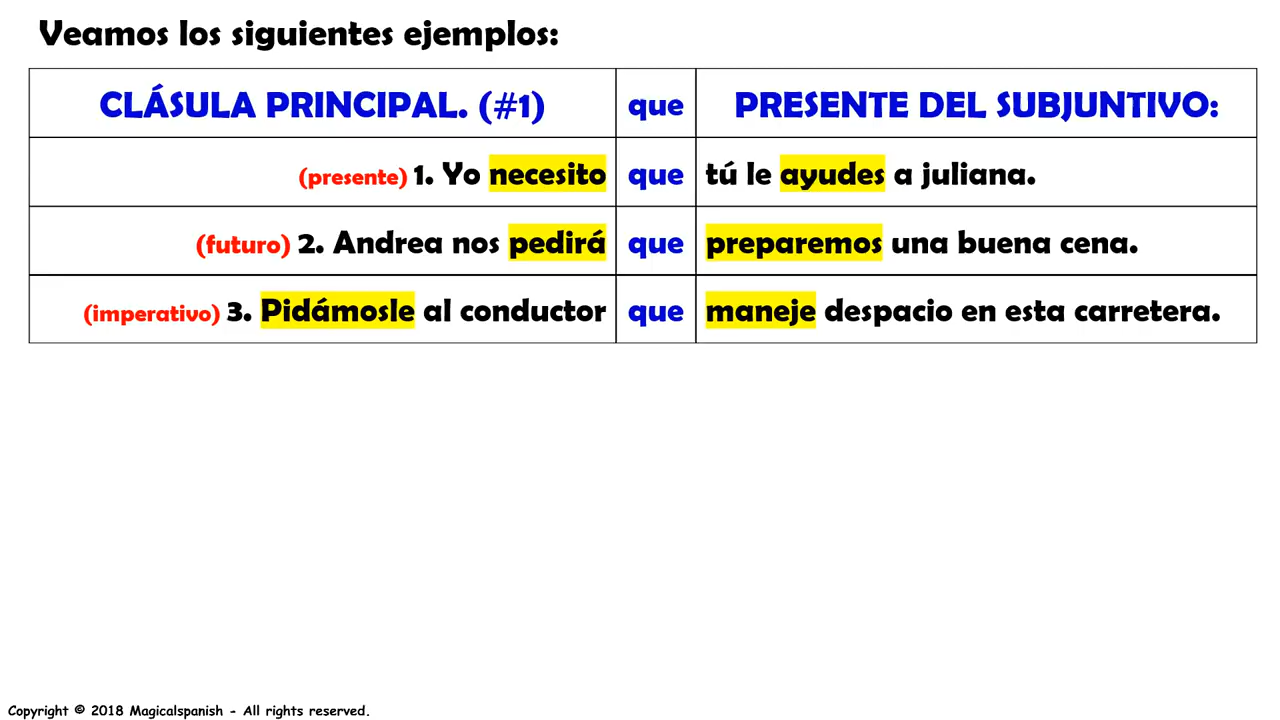 Veamos los siguientes ejemplos:
CLÁSULA PRINCIPAL. (#1) que PRESENTE DEL SUBJUNTIVO:
(presente) 1. Yo necesito que tú le ayudes a juliana.
(futuro) 2. Andrea nos pedirá que preparemos una buena cena.
(imperativo) 3. Pidámosle al conductor que maneje despacio en esta carretera.
Copyright © 2018 Magicalspanish - All rights reserved.